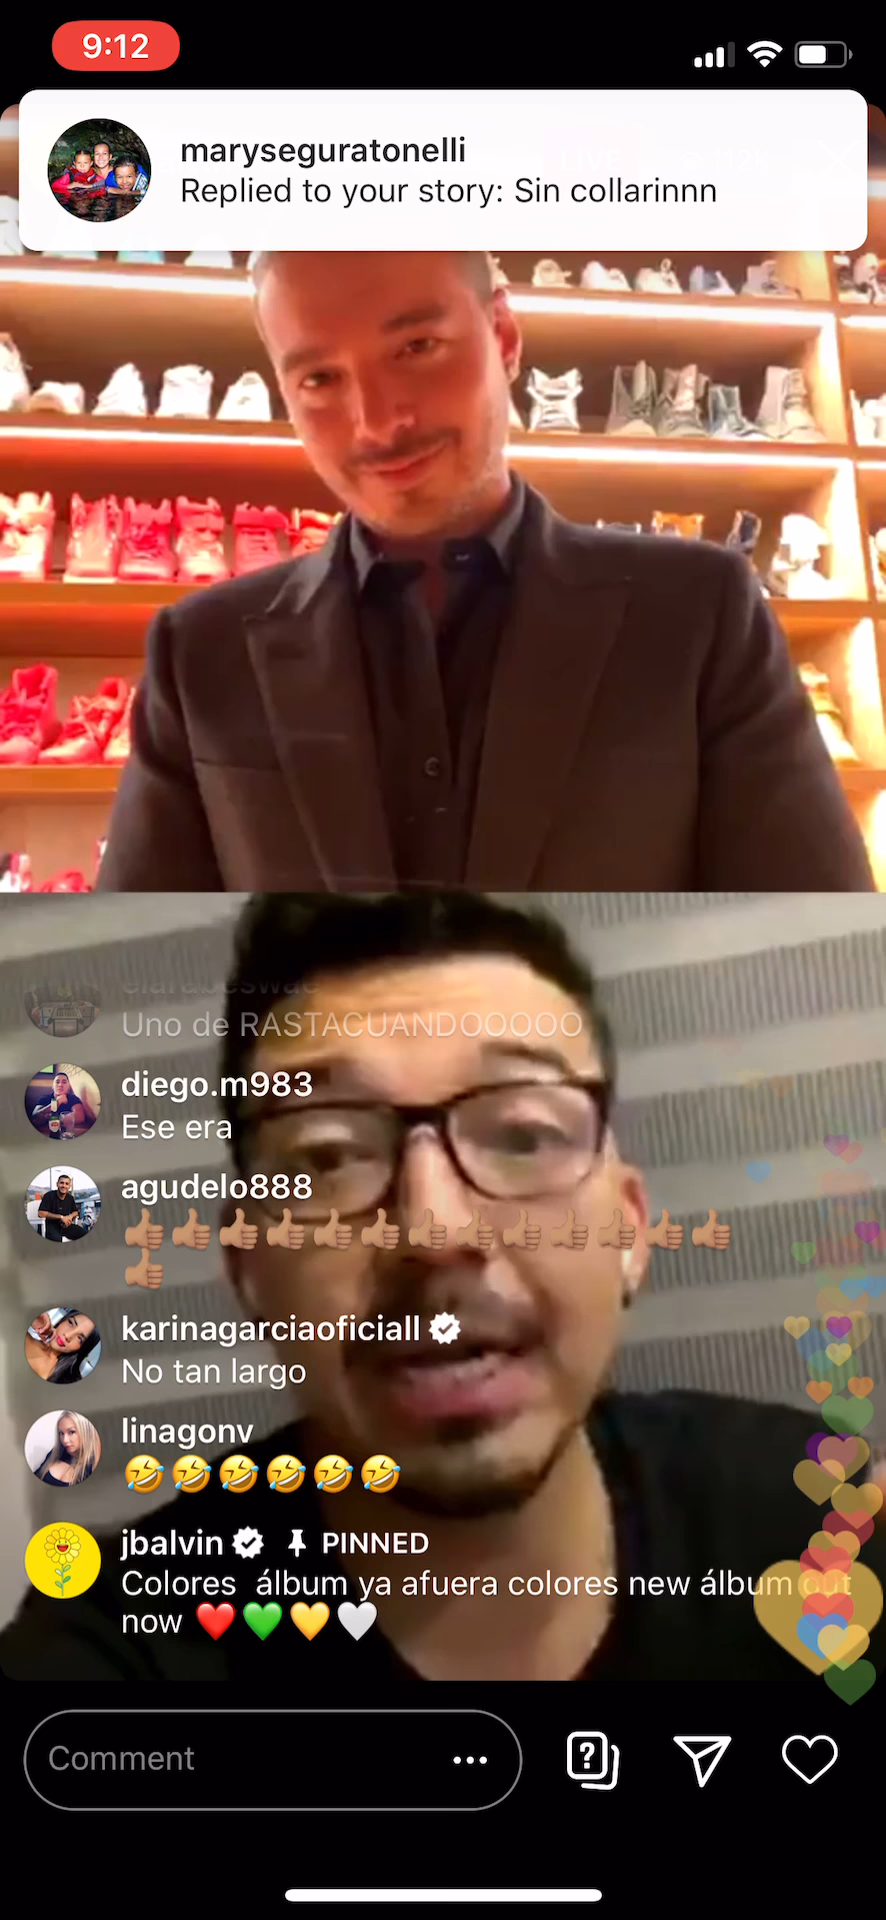 9:12
maryseguratonelli
Replied to your story: Sin collarinnn
Uno de RASTACUANDOOOOO
diego.m983
Ese era
agudelo888
👍🏽👍🏽👍🏽👍🏽👍🏽👍🏽👍🏽👍🏽👍🏽👍🏽👍🏽👍🏽👍🏽
👍🏽
karinagarciaoficiall
No tan largo
linagonv
🤣🤣🤣🤣🤣🤣
jbalvin PINNED
Colores álbum ya afuera colores new álbum out
now ❤️💚💛🤍
Comment